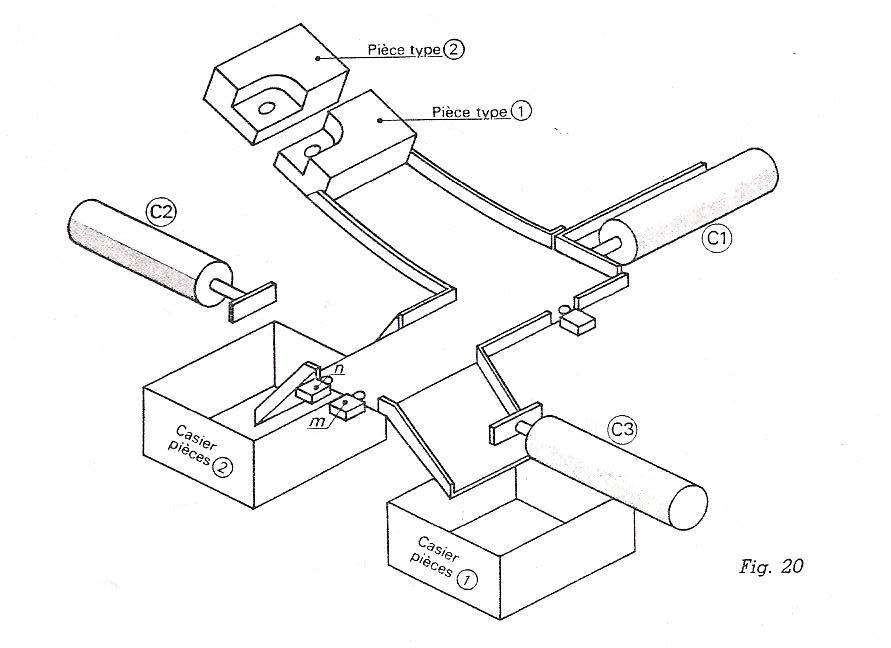 Pièce type 2
Pièce type 1
C2
C1
n
m
C3
Casier
pièces 2
Casier
pièces 1
Fig. 20